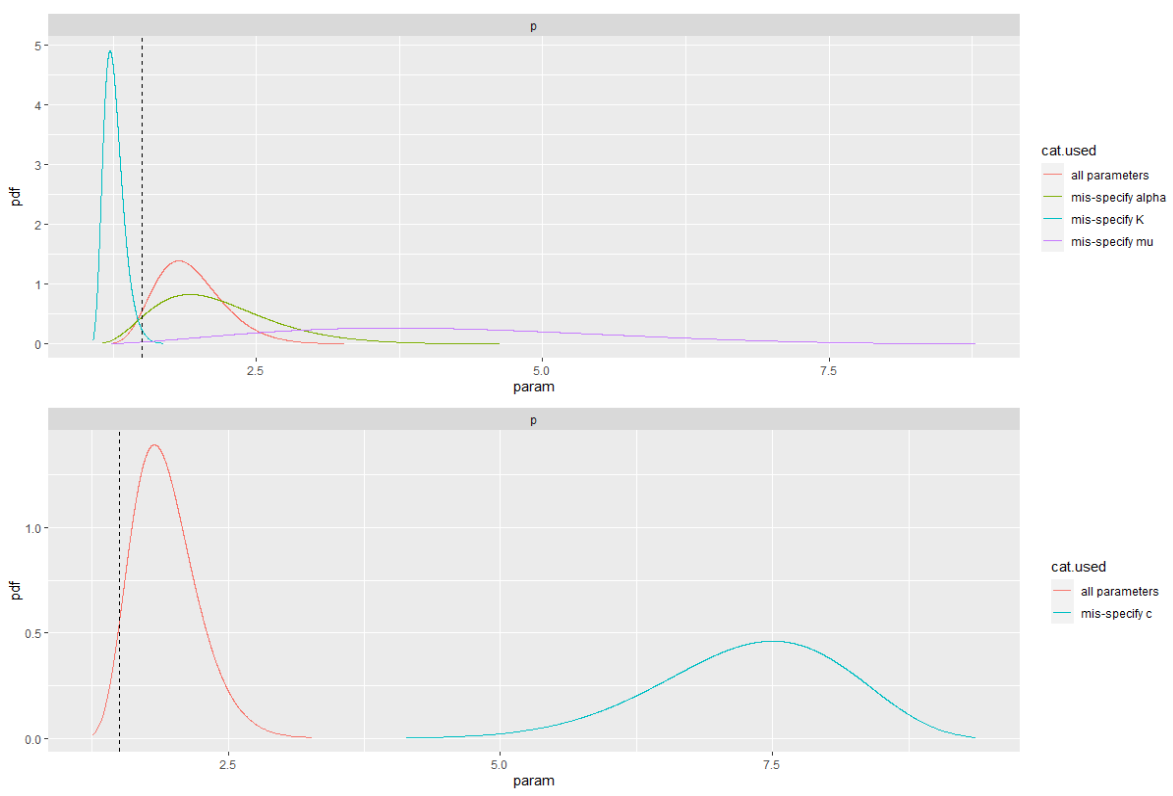 p
5
4
3
2
1
0
pdf
2.5
5.0
7.5
param
cat.used
all parameters
mis-specify alpha
mis-specify K
mis-specify mu
p
1.0
0.5
0.0
pdf
2.5
5.0
7.5
param
cat.used
all parameters
mis-specify c